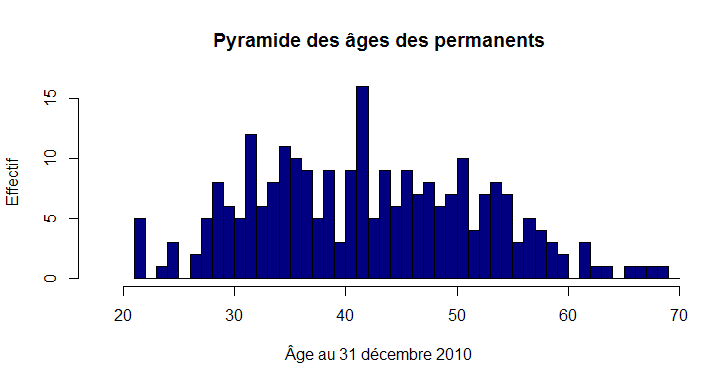 Pyramide des âges des permanents
Effectif
15
10
5
0
20 30 40 50 60 70
Âge au 31 décembre 2010